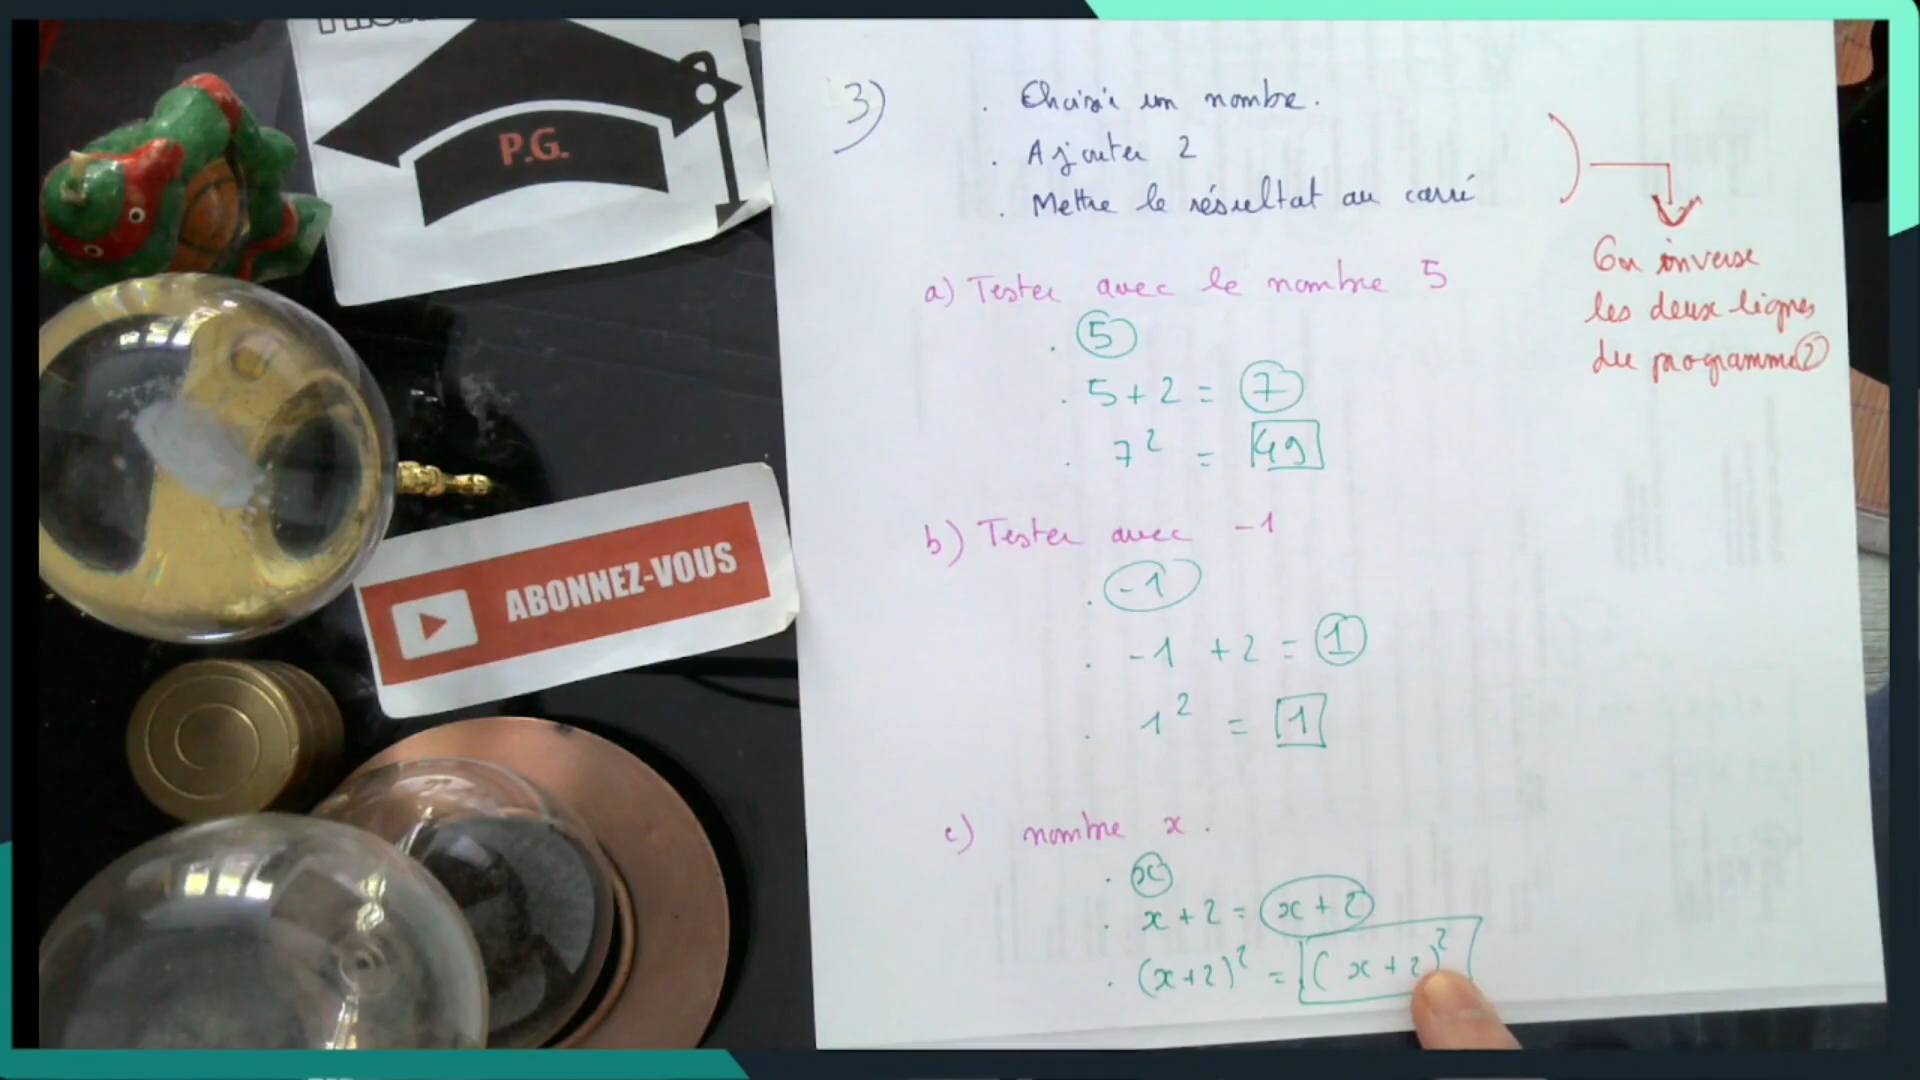 P.G.
ABONNEZ-VOUS
3)
. Choisir un nombre.
. Ajouter 2
. Mettre le résultat au carré
On inverse
les deux lignes
du programme 2
a) Tester avec le nombre 5
. 5
. 5 + 2 = 7
. 7² = 49
b) Tester avec -1
. -1
. -1 + 2 = 1
. 1² = 1
c) nombre x.
. x
. x + 2 = x + 2
. (x+2)² = (x + 2)²